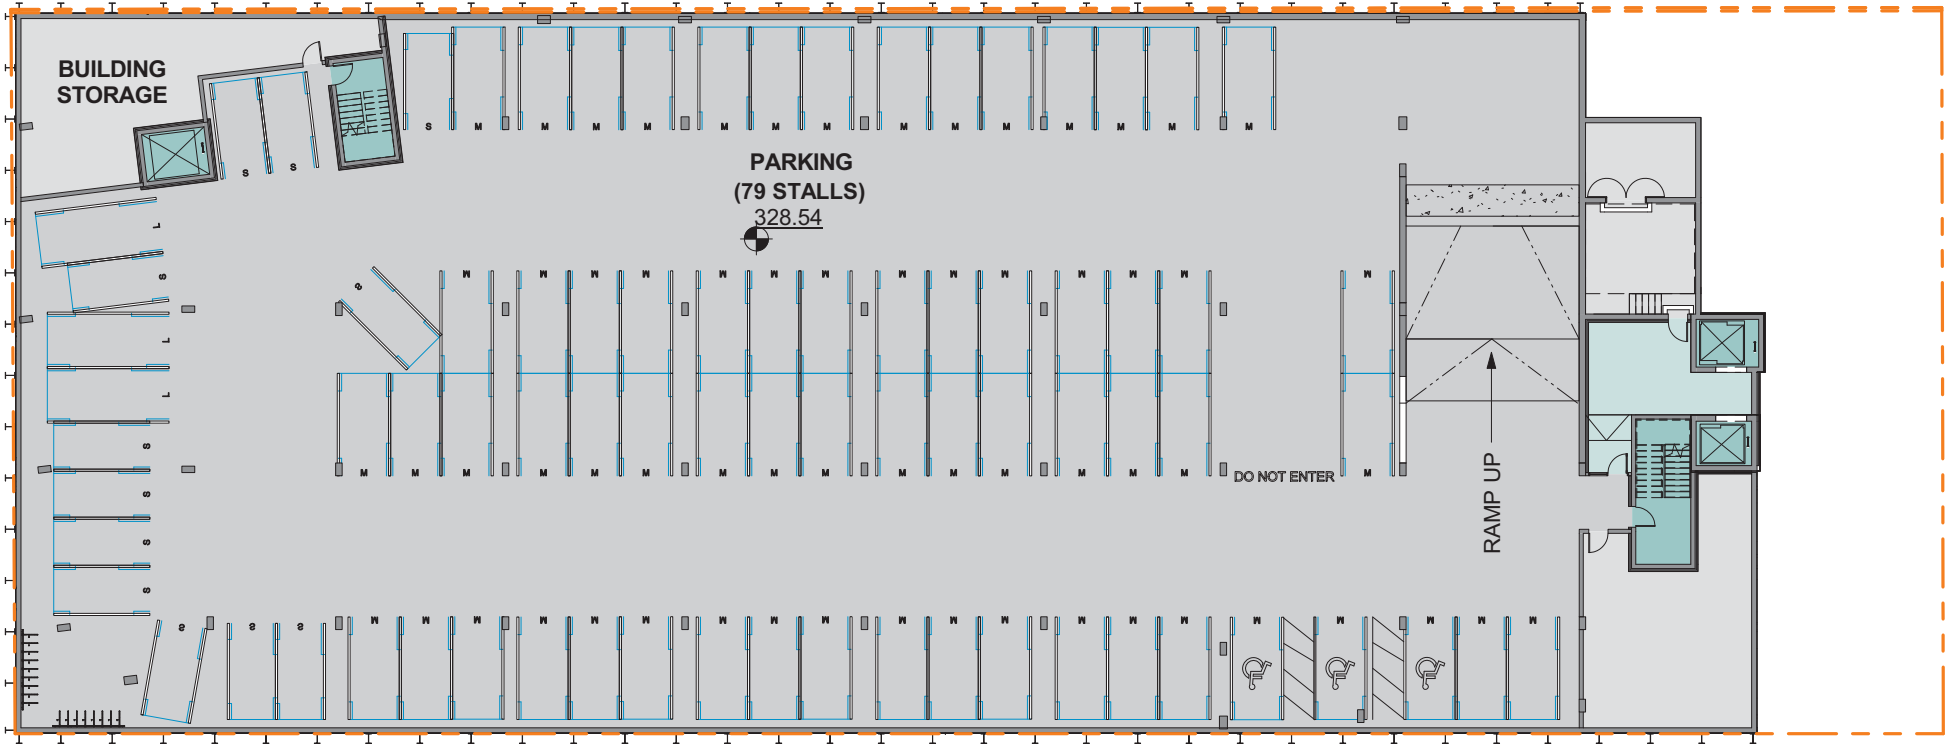 BUILDING
STORAGE
S M M M M M M M M M M M M M M
S S
PARKING
(79 STALLS)
328.54
L
S
L
L
S
S
S
S
S M M M M M M M M M M M M M M
M M M M M M M M M M M M M M M DO NOT ENTER M
RAMP UP
S S S M M M M M M M M M M M M M M M M M M M M